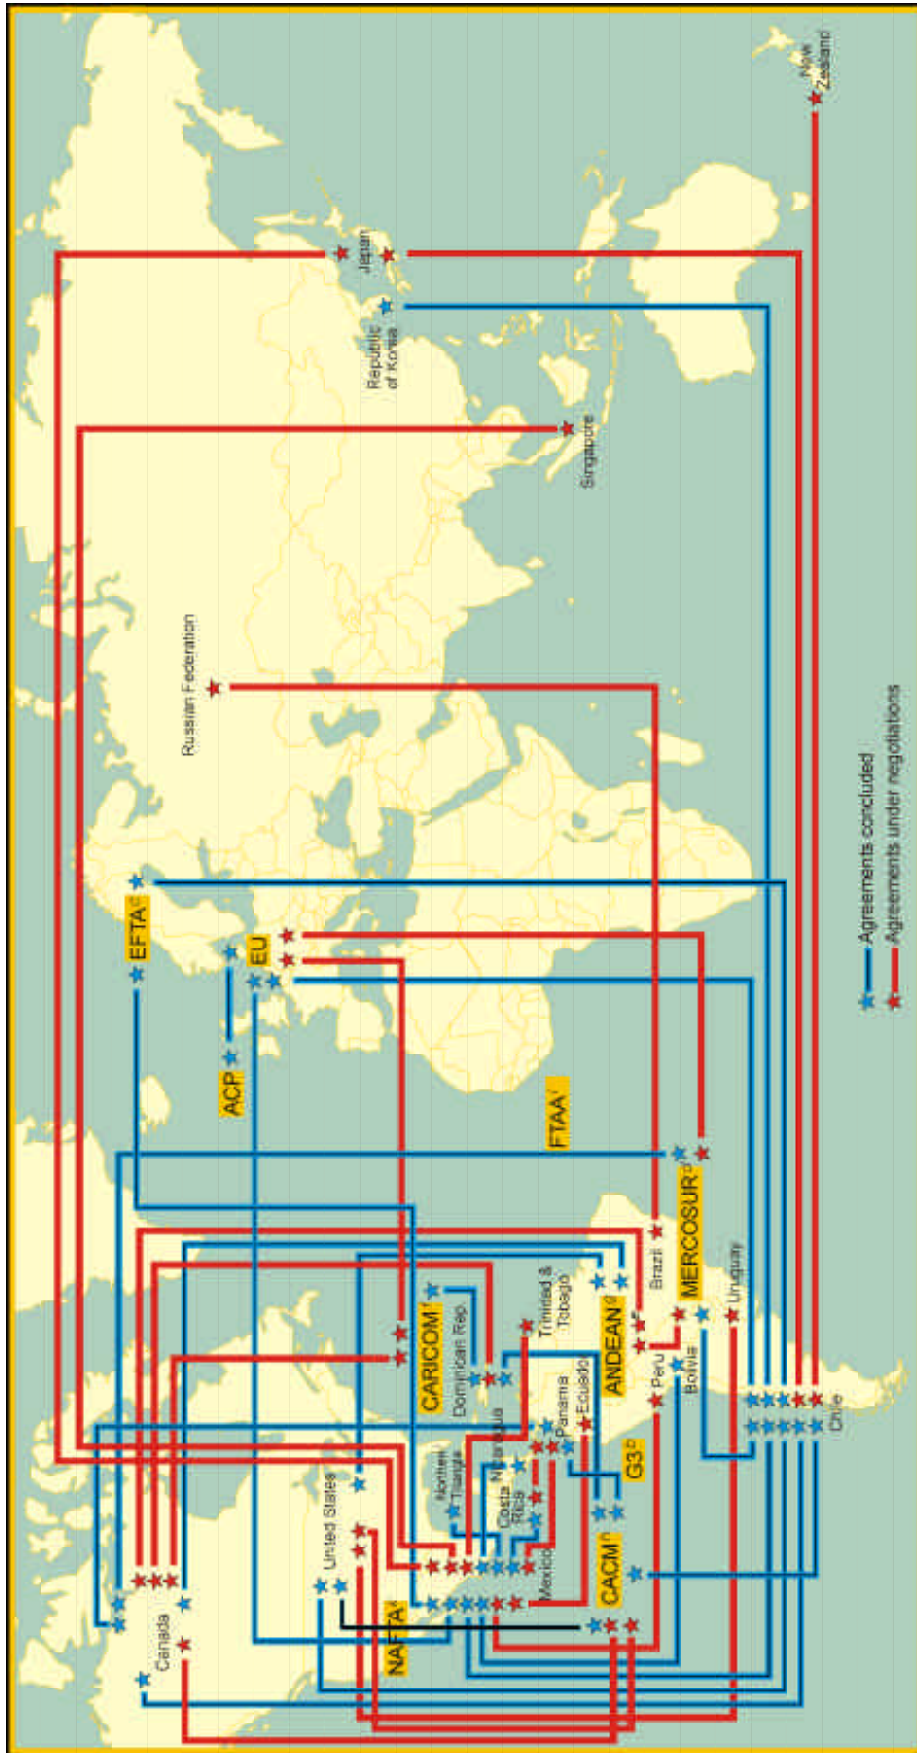 Canada
United States
NAFTA
Mexico
Northern
Triangle
Costa
Rica
Nicaragua
Panama
Ecuador
CACM
G3
CARICOM
Dominican Rep.
Trinidad &
Tobago
ANDEAN
Peru
Bolivia
Brazil
MERCOSUR
Uruguay
Chile
FTAA
ACP
EU
EFTA
Russian Federation
Singapore
Republic
of Korea
Japan
New
Zealand
Agreements concluded
Agreements under negotiations